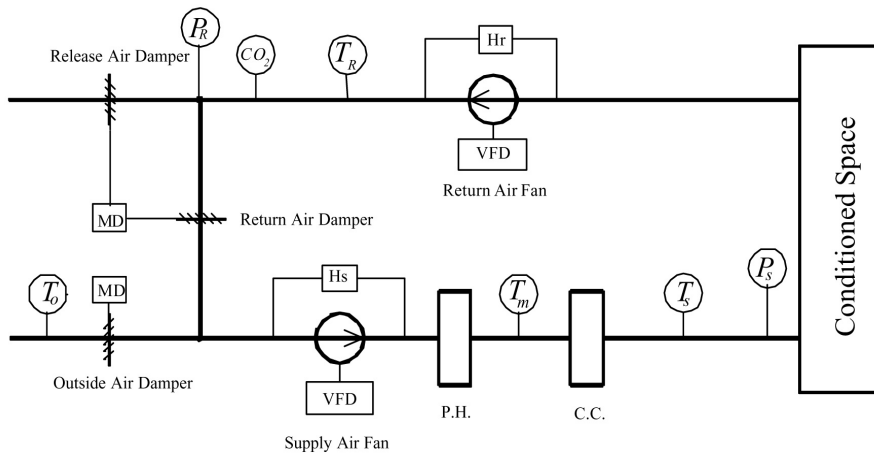 P_R
Release Air Damper
CO_2
T_R
Hr
VFD
Return Air Fan
MD
Return Air Damper
Conditioned Space
T_o
MD
Hs
T_m
T_s
P_s
Outside Air Damper
VFD
P.H.
C.C.
Supply Air Fan